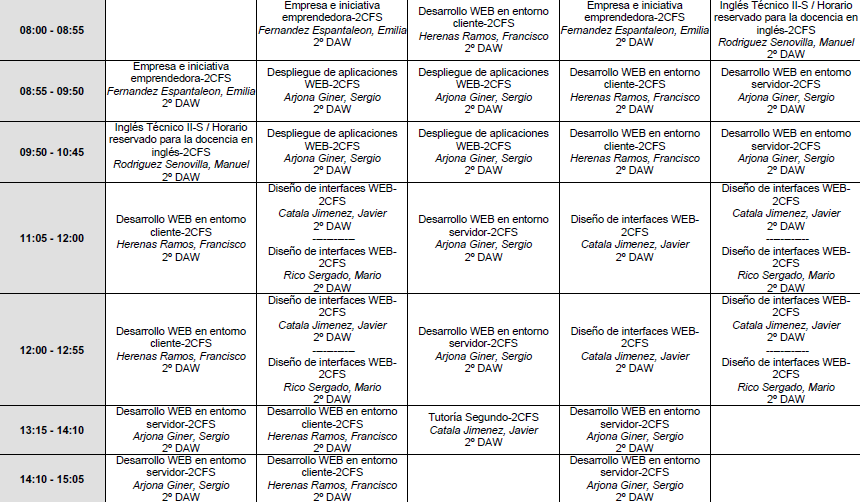 08:00 - 08:55
Empresa e iniciativa
emprendedora-2CFS
Fernandez Espantaleon, Emilia
2º DAW
Desarrollo WEB en entorno
cliente-2CFS
Herenas Ramos, Francisco
2º DAW
Empresa e iniciativa
emprendedora-2CFS
Fernandez Espantaleon, Emilia
2º DAW
Inglés Técnico II-S / Horario
reservado para la docencia en
inglés-2CFS
Rodriguez Senovilla, Manuel
2º DAW
08:55 - 09:50
Empresa e iniciativa
emprendedora-2CFS
Fernandez Espantaleon, Emilia
2º DAW
Despliegue de aplicaciones
WEB-2CFS
Arjona Giner, Sergio
2º DAW
Despliegue de aplicaciones
WEB-2CFS
Arjona Giner, Sergio
2º DAW
Desarrollo WEB en entorno
cliente-2CFS
Herenas Ramos, Francisco
2º DAW
Desarrollo WEB en entorno
servidor-2CFS
Arjona Giner, Sergio
2º DAW
09:50 - 10:45
Inglés Técnico II-S / Horario
reservado para la docencia en
inglés-2CFS
Rodriguez Senovilla, Manuel
2º DAW
Despliegue de aplicaciones
WEB-2CFS
Arjona Giner, Sergio
2º DAW
Despliegue de aplicaciones
WEB-2CFS
Arjona Giner, Sergio
2º DAW
Desarrollo WEB en entorno
cliente-2CFS
Herenas Ramos, Francisco
2º DAW
Desarrollo WEB en entorno
servidor-2CFS
Arjona Giner, Sergio
2º DAW
11:05 - 12:00
Desarrollo WEB en entorno
cliente-2CFS
Herenas Ramos, Francisco
2º DAW
Diseño de interfaces WEB-
2CFS
Catala Jimenez, Javier
2º DAW
------------
Diseño de interfaces WEB-
2CFS
Rico Sergado, Mario
2º DAW
Desarrollo WEB en entorno
servidor-2CFS
Arjona Giner, Sergio
2º DAW
Diseño de interfaces WEB-
2CFS
Catala Jimenez, Javier
2º DAW
Diseño de interfaces WEB-
2CFS
Catala Jimenez, Javier
2º DAW
------------
Diseño de interfaces WEB-
2CFS
Rico Sergado, Mario
2º DAW
12:00 - 12:55
Desarrollo WEB en entorno
cliente-2CFS
Herenas Ramos, Francisco
2º DAW
Diseño de interfaces WEB-
2CFS
Catala Jimenez, Javier
2º DAW
------------
Diseño de interfaces WEB-
2CFS
Rico Sergado, Mario
2º DAW
Desarrollo WEB en entorno
servidor-2CFS
Arjona Giner, Sergio
2º DAW
Diseño de interfaces WEB-
2CFS
Catala Jimenez, Javier
2º DAW
Diseño de interfaces WEB-
2CFS
Catala Jimenez, Javier
2º DAW
------------
Diseño de interfaces WEB-
2CFS
Rico Sergado, Mario
2º DAW
13:15 - 14:10
Desarrollo WEB en entorno
servidor-2CFS
Arjona Giner, Sergio
2º DAW
Desarrollo WEB en entorno
cliente-2CFS
Herenas Ramos, Francisco
2º DAW
Tutoría Segundo-2CFS
Catala Jimenez, Javier
2º DAW
Desarrollo WEB en entorno
servidor-2CFS
Arjona Giner, Sergio
2º DAW
14:10 - 15:05
Desarrollo WEB en entorno
servidor-2CFS
Arjona Giner, Sergio
2º DAW
Desarrollo WEB en entorno
cliente-2CFS
Herenas Ramos, Francisco
2º DAW
Desarrollo WEB en entorno
servidor-2CFS
Arjona Giner, Sergio
2º DAW